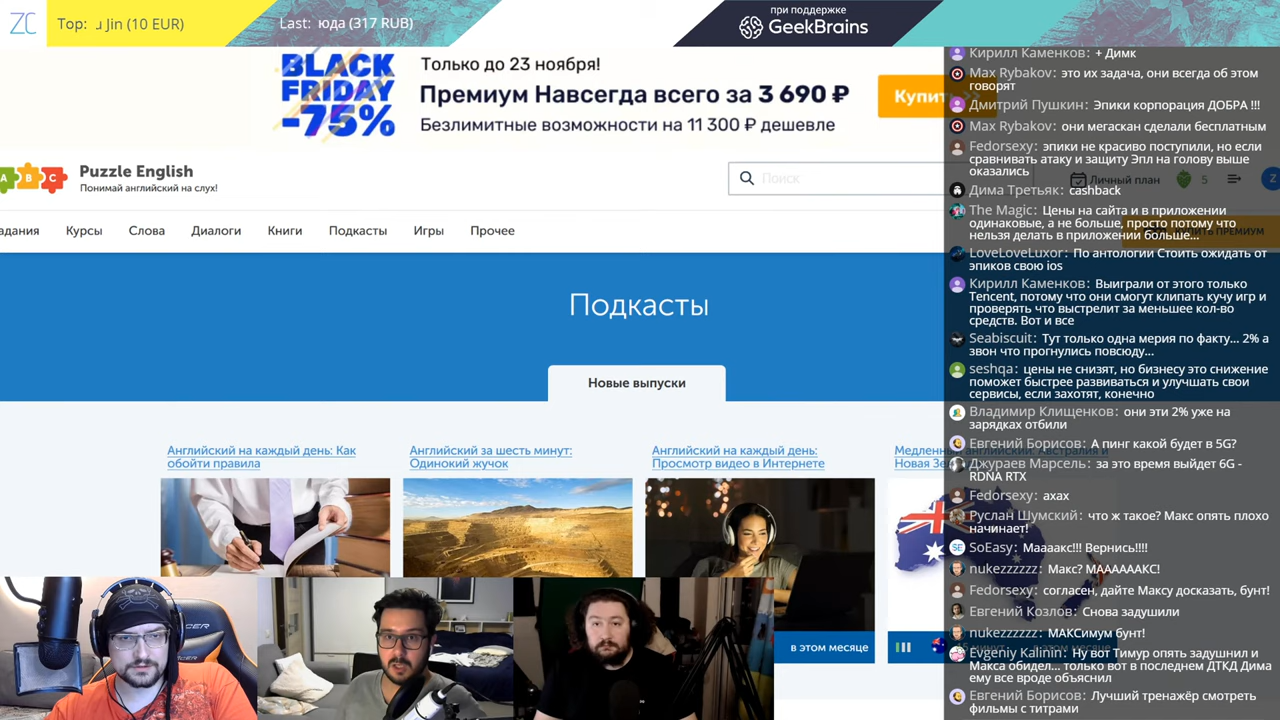 ZC
Top: Jin (10 EUR)
Last: юда (317 RUB)
при поддержке
GeekBrains
BLACK
FRIDAY
-75%
Только до 23 ноября!
Премиум Навсегда всего за 3 690 ₽
Безлимитные возможности на 11 300 ₽ дешевле
Купить >>
A B C
Puzzle English
Понимай английский на слух!
Поиск
Личный план
5
Z
адания Курсы Слова Диалоги Книги Подкасты Игры Прочее
ПРЕМИУМ
Подкасты
Новые выпуски
Английский на каждый день: Как
обойти правила
Английский за шесть минут:
Одинокий жучок
Английский на каждый день:
Просмотр видео в Интернете
Медленный английский: Австралия и
Новая Зе
в этом месяце
Кирилл Каменков: + Димк
Max Rybakov: это их задача, они всегда об этом
говорят
Дмитрий Пушкин: Эпики корпорация ДОБРА !!!
Max Rybakov: они мегаскан сделали бесплатным
Fedorsexy: эпики не красиво поступили, но если
сравнивать атаку и защиту Эпл на голову выше
оказались
Дима Третьяк: cashback
The Magic: Цены на сайта и в приложении
одинаковые, а не больше, просто потому что
нельзя делать в приложении больше...
LoveLoveLuxor: По антологии Стоить ожидать от
эпиков свою ios
Кирилл Каменков: Выиграли от этого только
Tencent, потому что они смогут клипать кучу игр и
проверять что выстрелит за меньшее кол-во
средств. Вот и все
Seabiscuit: Тут только одна мерия по факту... 2% а
звон что прогнулись повсюду...
seshqa: цены не снизят, но бизнесу это снижение
поможет быстрее развиваться и улучшать свои
сервисы, если захотят, конечно
Владимир Клищенков: они эти 2% уже на
зарядках отбили
Евгений Борисов: А пинг какой будет в 5G?
Джураев Марсель: за это время выйдет 6G -
RDNA RTX
Fedorsexy: ахах
Руслан Шумский: что ж такое? Макс опять плохо
начинает!
SoEasy: Маааакс!!! Вернись!!!!
nukezzzzzz: Макс? МАААААAКС!
Fedorsexy: согласен, дайте Максу досказать, бунт!
Евгений Козлов: Снова задушили
nukezzzzzz: МАКСимум бунт!
Evgeniy Kalinin: Ну вот Тимур опять задушнил и
Макса обидел... только вот в последнем ДТКД Дима
ему все вроде объяснил
Евгений Борисов: Лучший тренажёр смотреть
фильмы с титрами